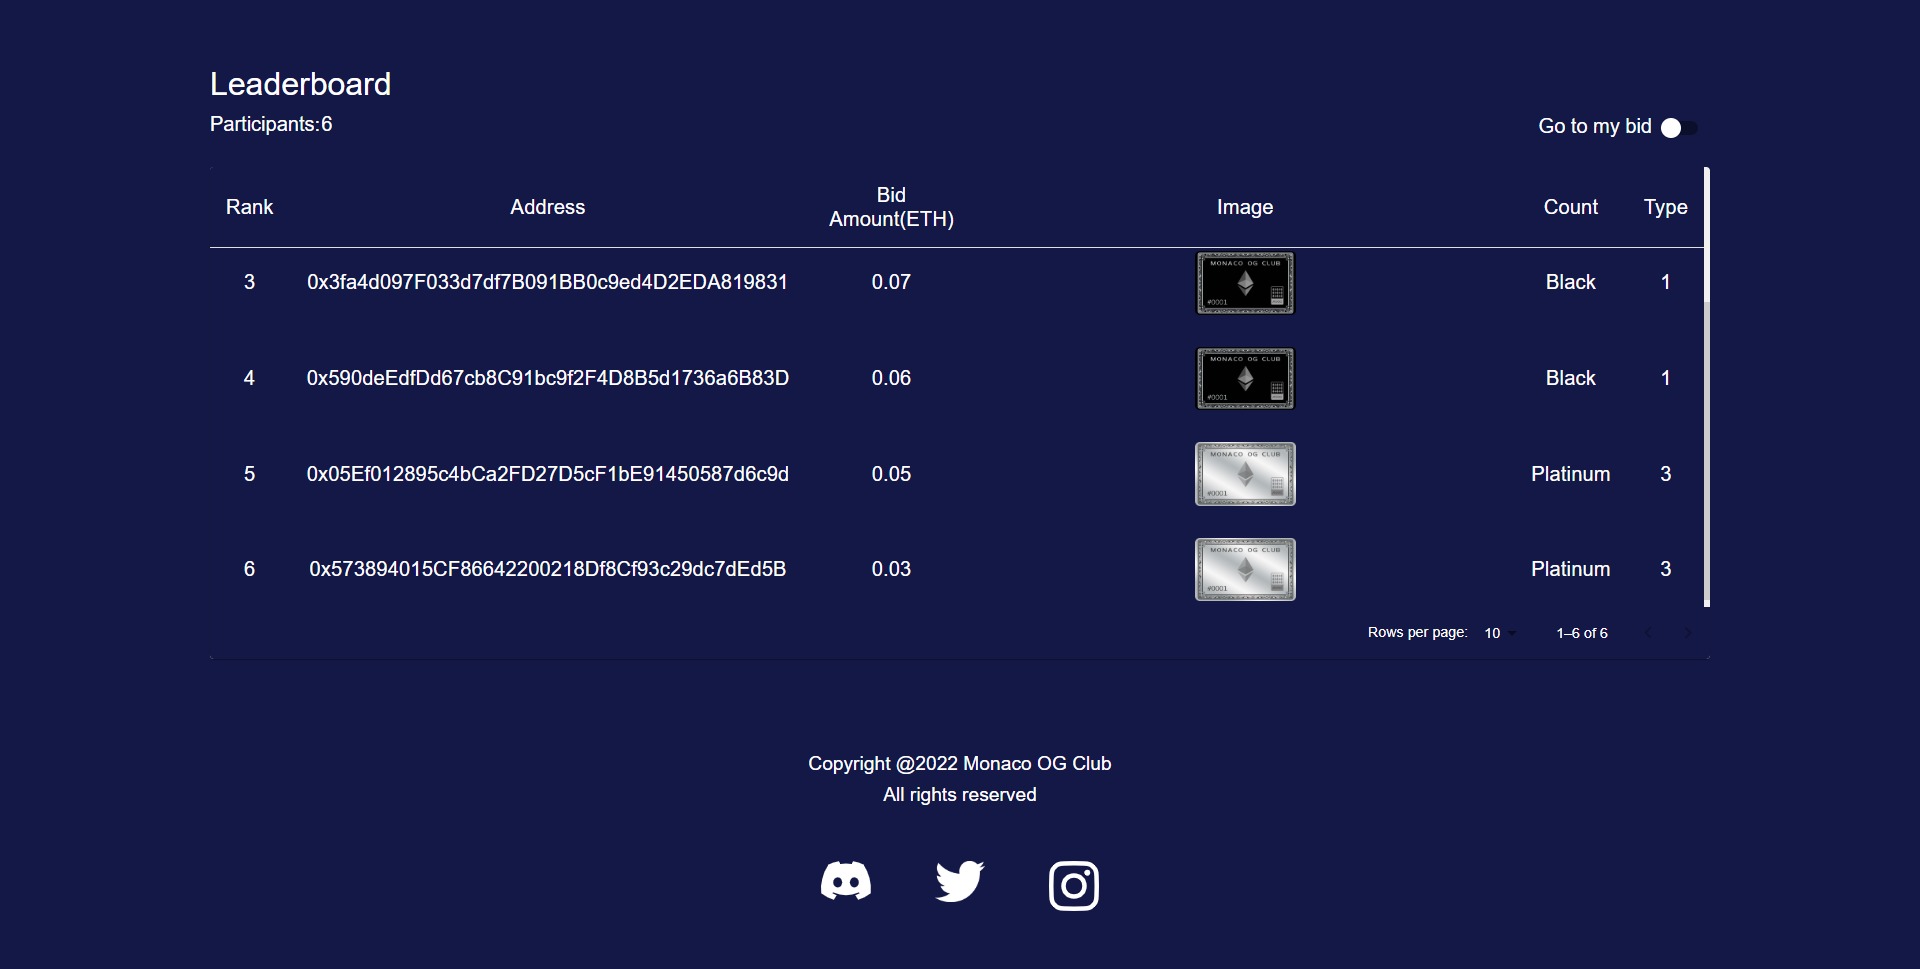 Leaderboard
Participants:6
Go to my bid
Rank Address Bid Amount(ETH) Image Count Type
3 0x3fa4d097F033d7df7B091BB0c9ed4D2EDA819831 0.07 MONACO OG CLUB #0001 Black 1
4 0x590deEdfDd67cb8C91bc9f2F4D8B5d1736a6B83D 0.06 MONACO OG CLUB #0001 Black 1
5 0x05Ef012895c4bCa2FD27D5cF1bE91450587d6c9d 0.05 MONACO OG CLUB #0001 Platinum 3
6 0x573894015CF86642200218Df8Cf93c29dc7dEd5B 0.03 MONACO OG CLUB #0001 Platinum 3
Rows per page: 10 1–6 of 6
Copyright @2022 Monaco OG Club
All rights reserved